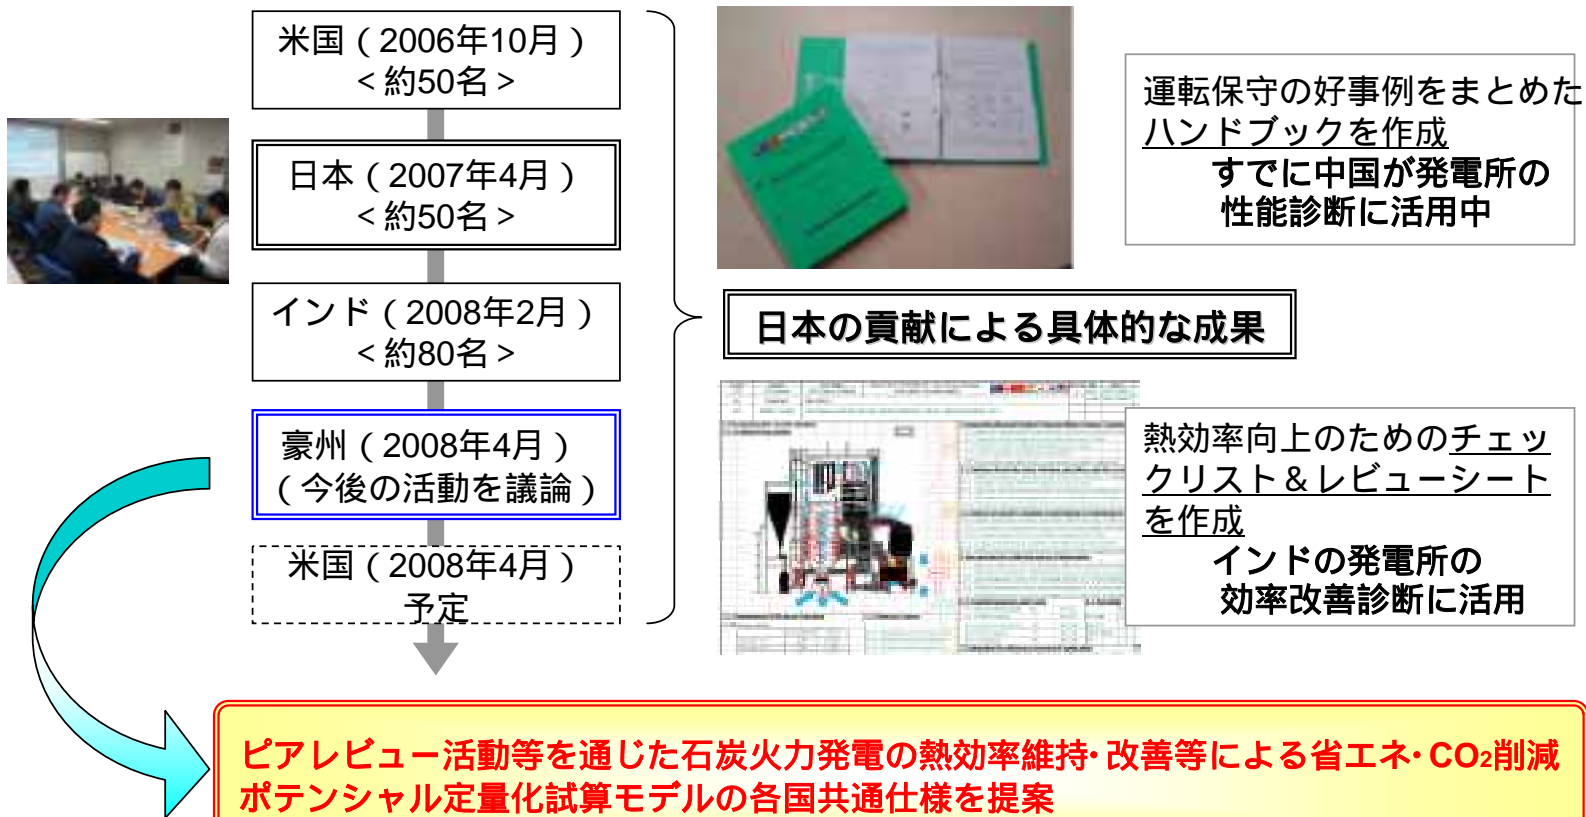 米国（2006年10月）
＜約50名＞
日本（2007年4月）
＜約50名＞
インド（2008年2月）
＜約80名＞
豪州（2008年4月）
（今後の活動を議論）
米国（2008年4月）
予定
運転保守の好事例をまとめた
ハンドブックを作成
すでに中国が発電所の
性能診断に活用中
日本の貢献による具体的な成果
熱効率向上のためのチェッ
クリスト＆レビューシート
を作成
インドの発電所の
効率改善診断に活用
ピアレビュー活動等を通じた石炭火力発電の熱効率維持・改善等による省エネ・CO2削減
ポテンシャル定量化試算モデルの各国共通仕様を提案